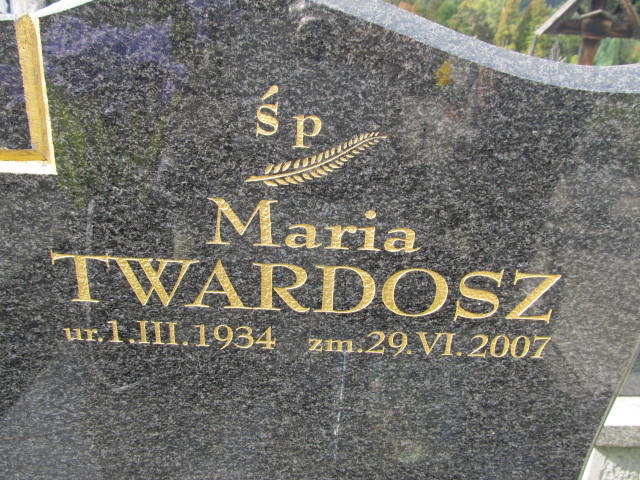 ś p
Maria
TWARDOSZ
ur.1.III.1934 zm.29.VI.2007